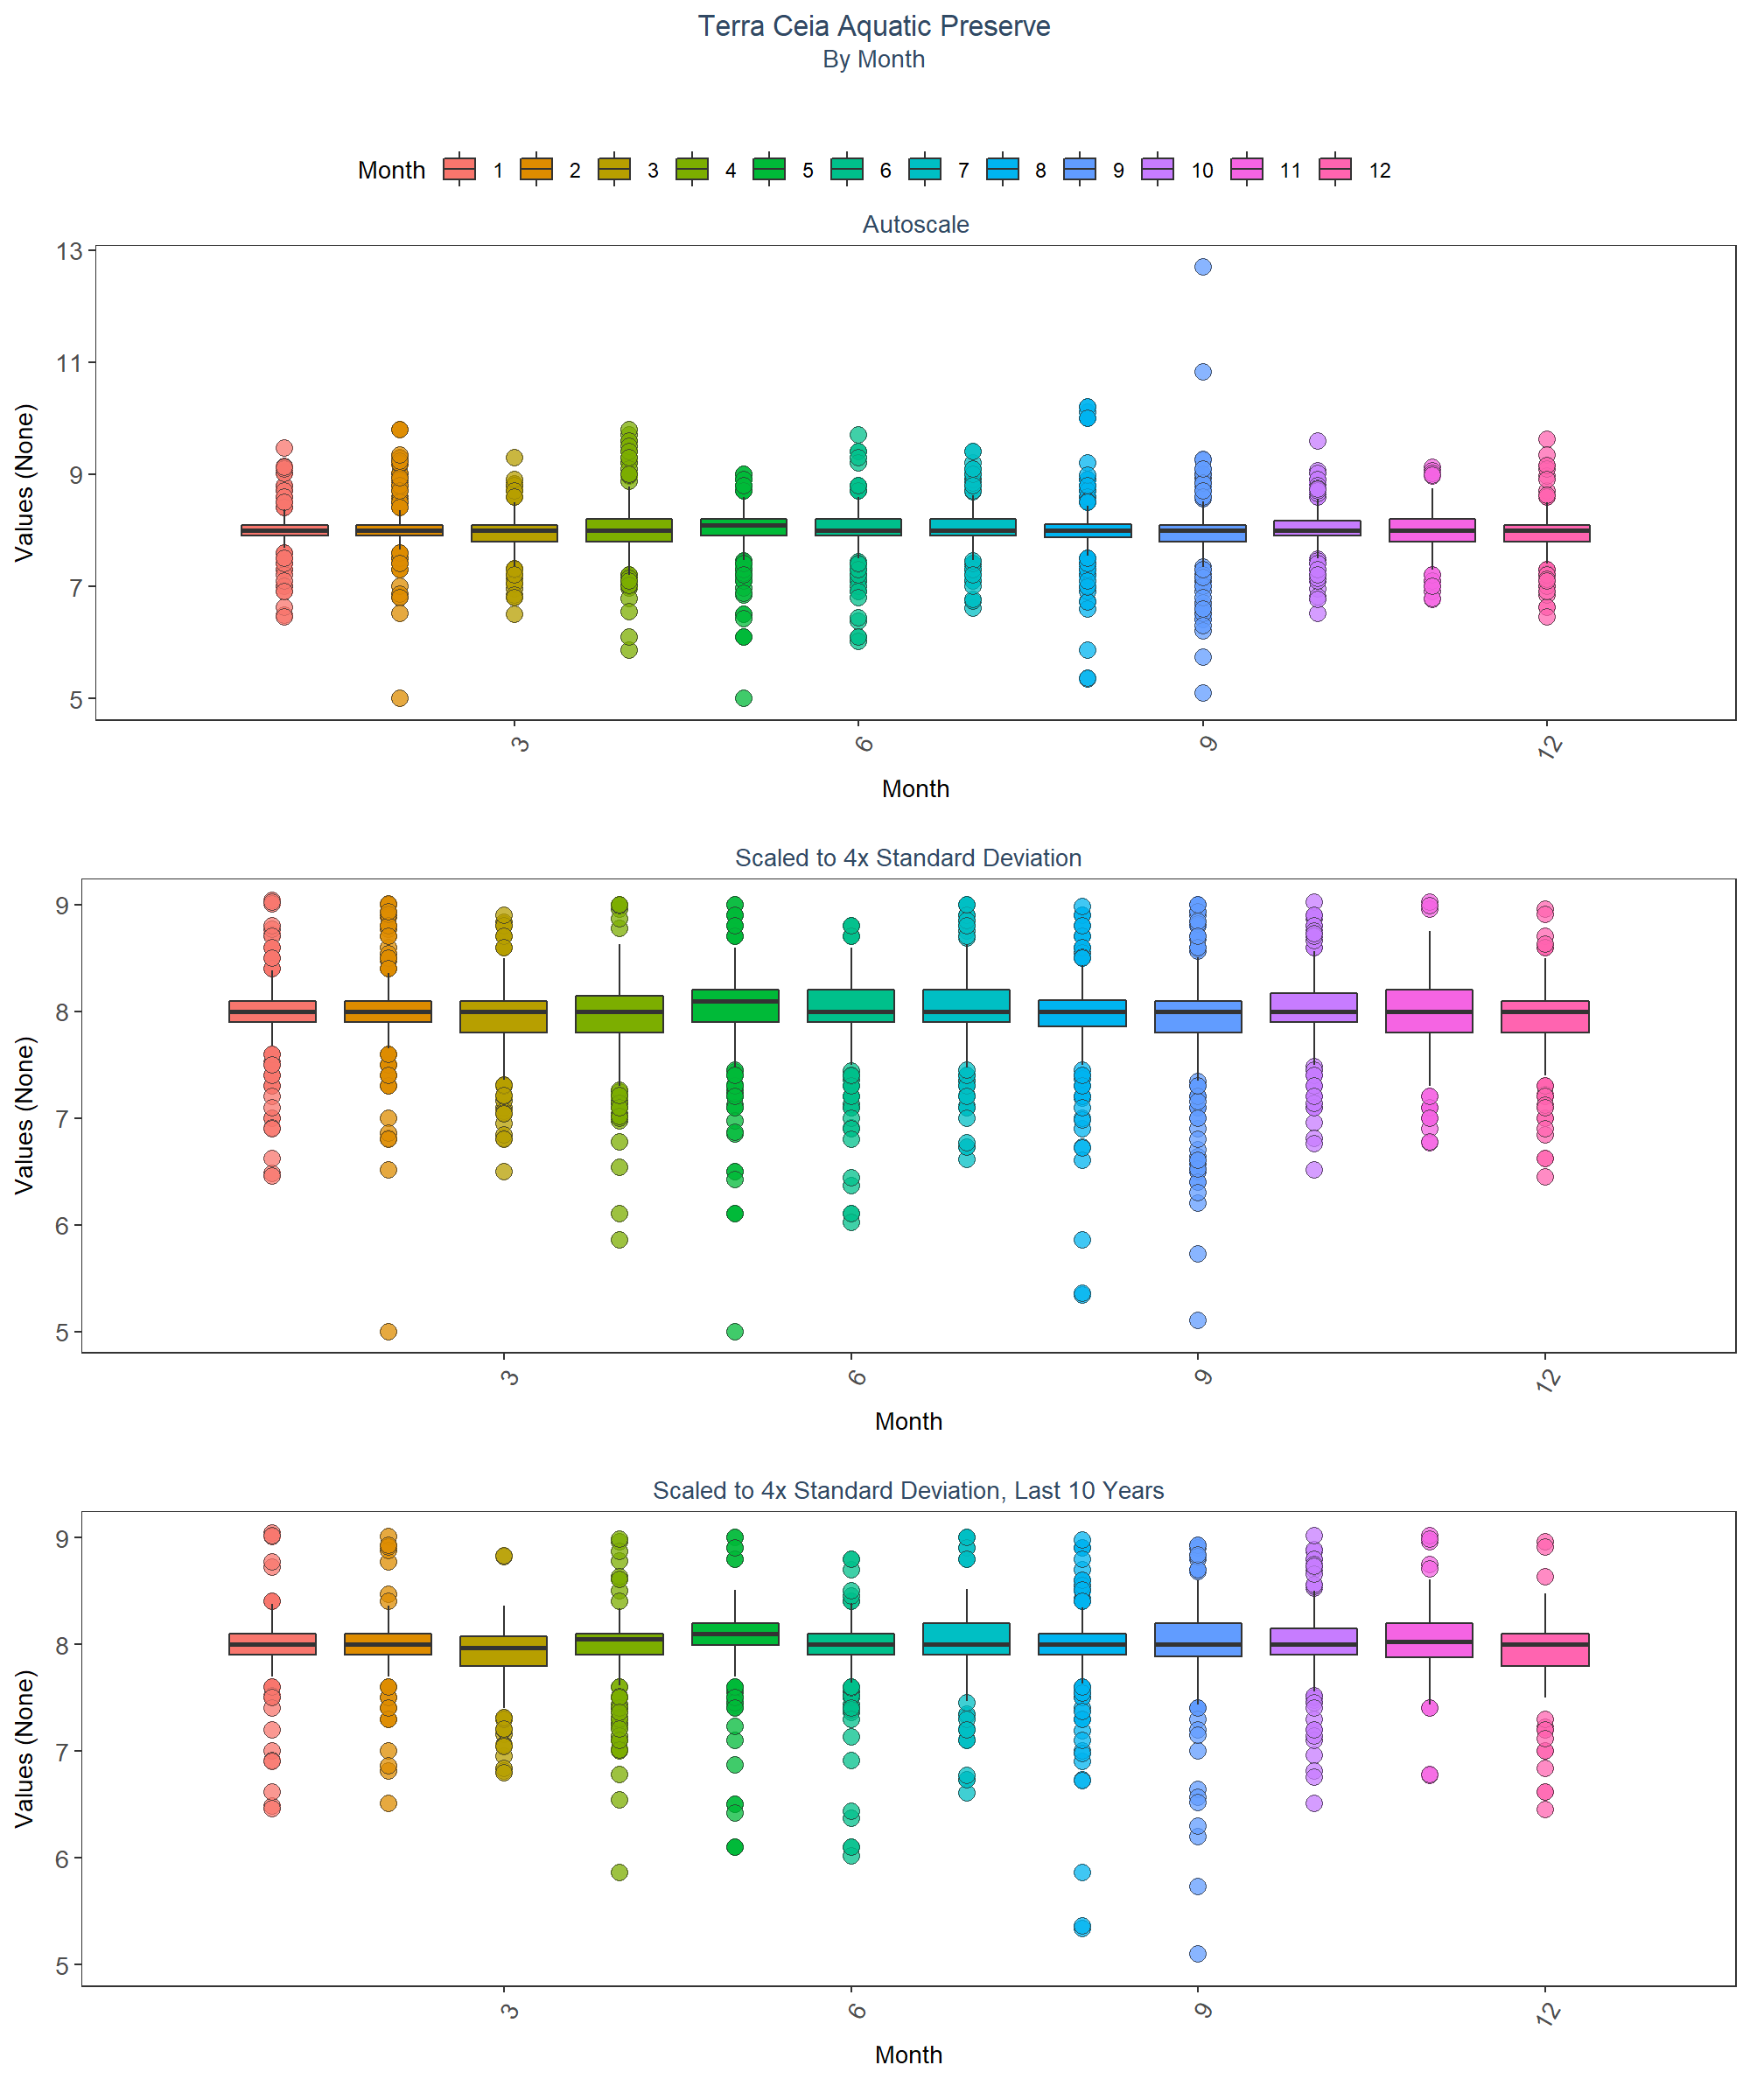 Terra Ceia Aquatic Preserve
By Month
Month 1 2 3 4 5 6 7 8 9 10 11 12
Autoscale
Values (None)
13
11
9
7
5
3 6 9 12
Month
Scaled to 4x Standard Deviation
Values (None)
9
8
7
6
5
3 6 9 12
Month
Scaled to 4x Standard Deviation, Last 10 Years
Values (None)
9
8
7
6
5
3 6 9 12
Month